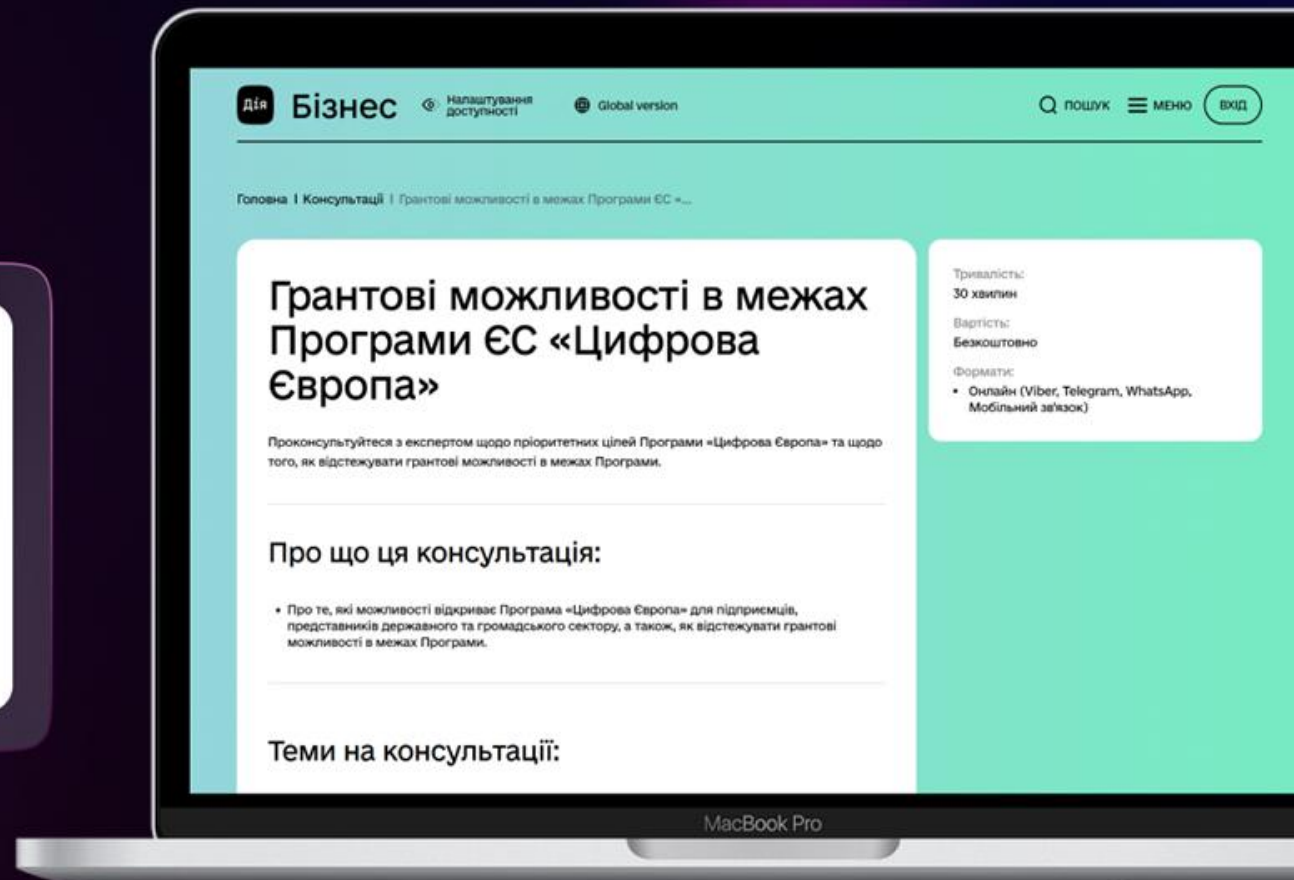 Дія Бізнес
Налаштування
доступності
Global version
ПОШУК
МЕНЮ
ВХІД
Головна | Консультації | Грантові можливості в межах Програми ЄС «...
Грантові можливості в межах
Програми ЄС «Цифрова
Європа»
Проконсультуйтеся з експертом щодо пріоритетних цілей Програми «Цифрова Європа» та щодо
того, як відстежувати грантові можливості в межах Програми.
Про що ця консультація:
• Про те, які можливості відкриває Програма «Цифрова Європа» для підприємців,
представників державного та громадського сектору, а також, як відстежувати грантові
можливості в межах Програми.
Теми на консультації:
Тривалість:
30 хвилин
Вартість:
Безкоштовно
Формати:
• Онлайн (Viber, Telegram, WhatsApp,
Мобільний зв'язок)
MacBook Pro